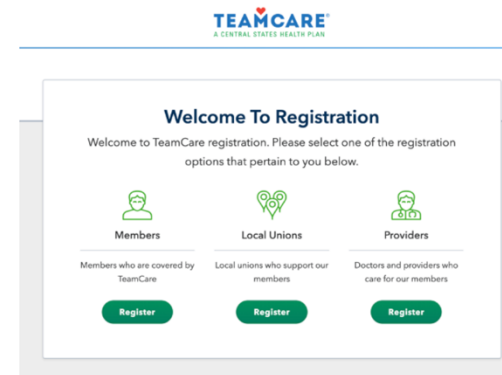 TEAMCARE®
A CENTRAL STATES HEALTH PLAN
Welcome To Registration
Welcome to TeamCare registration. Please select one of the registration
options that pertain to you below.
Members
Members who are covered by
TeamCare
Register
Local Unions
Local unions who support our
members
Register
Providers
Doctors and providers who
care for our members
Register